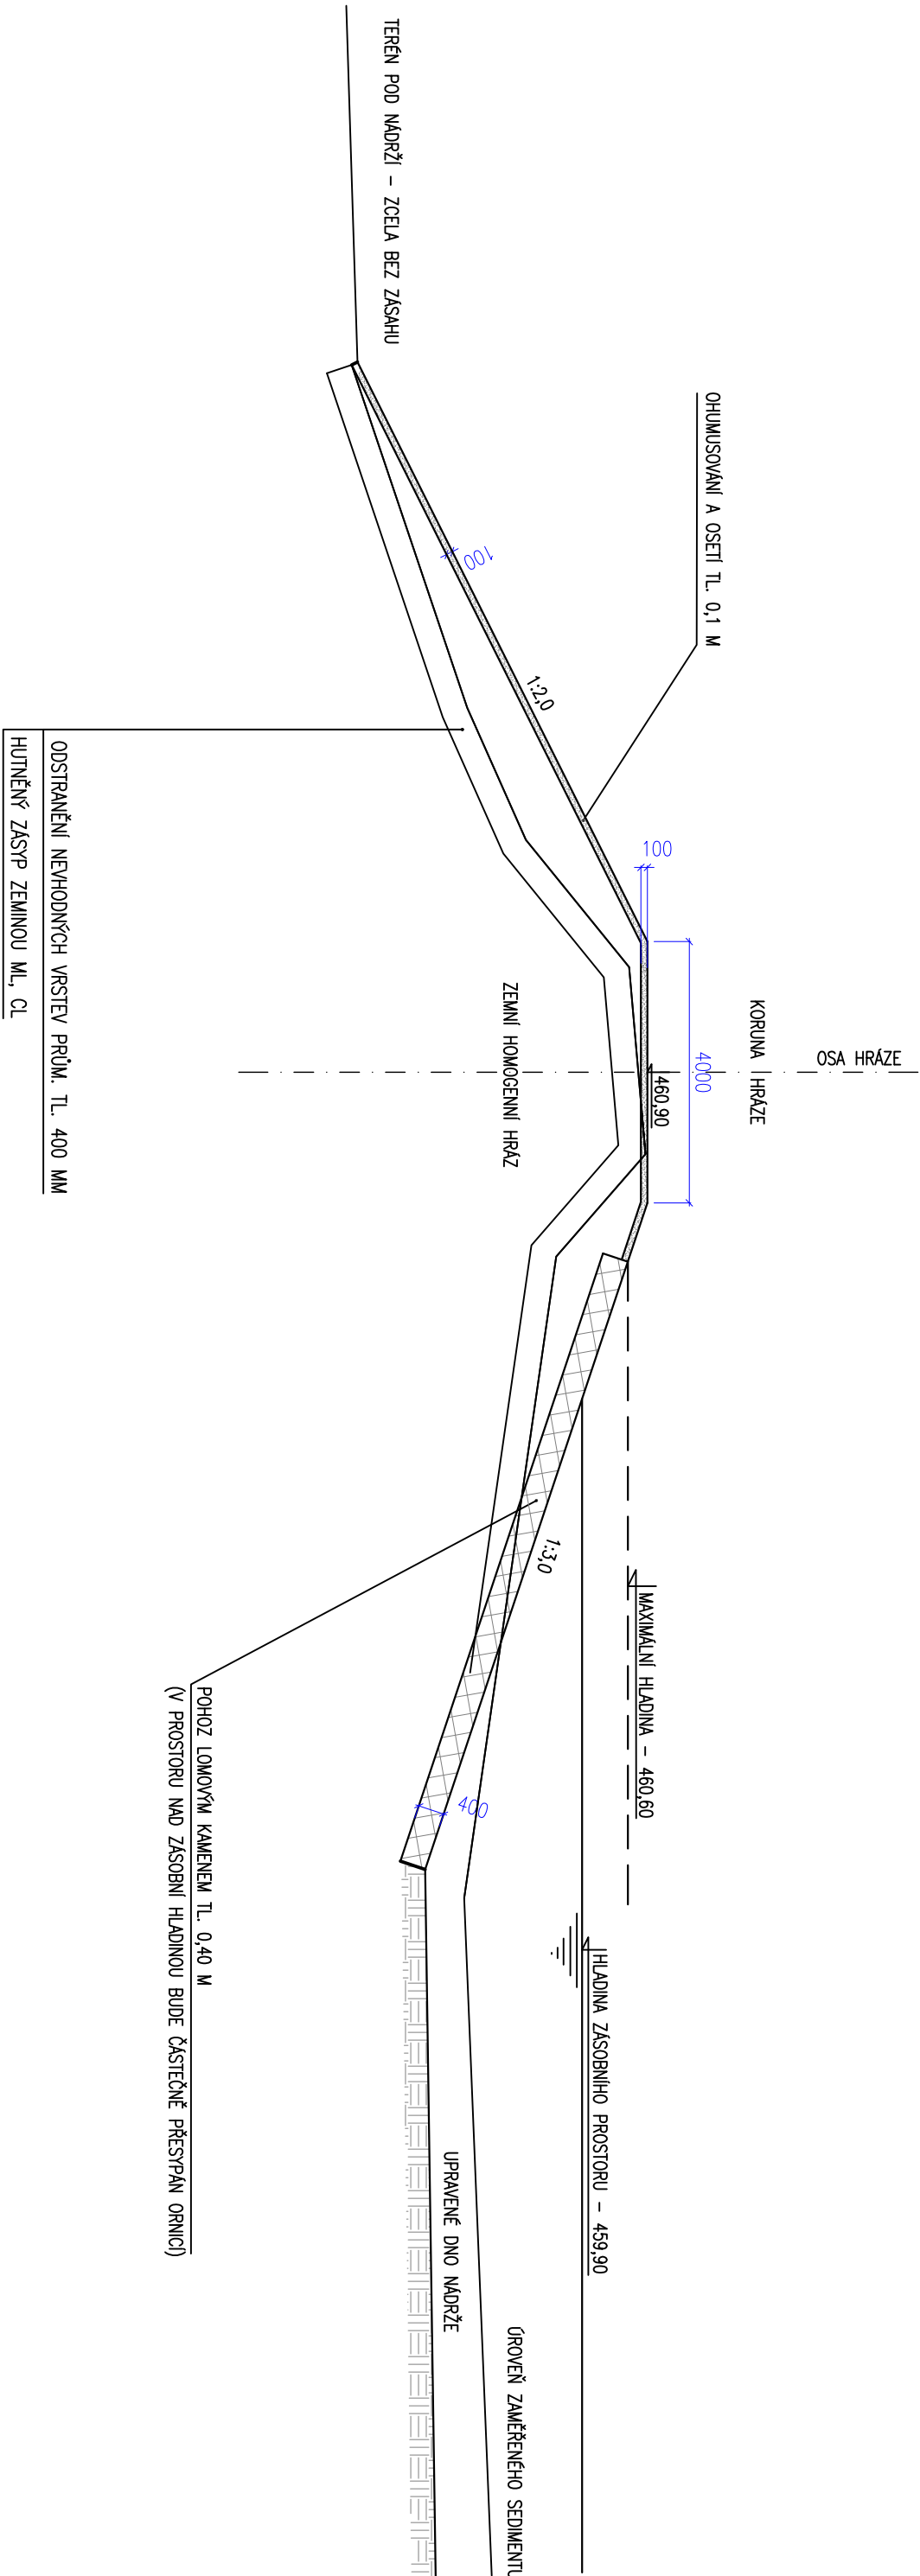 OSA HRÁZE
KORUNA HRÁZE
4000
460,90
100
OHUMUSOVÁNÍ A OSETÍ TL. 0,1 M
1:2,0
100
TERÉN POD NÁDRŽÍ - ZCELA BEZ ZÁSAHU
ZEMNÍ HOMOGENNÍ HRÁZ
ODSTRANĚNÍ NEVHODNÝCH VRSTEV PRŮM. TL. 400 MM
HUTNĚNÝ ZÁSYP ZEMINOU ML, CL
MAXIMÁLNÍ HLADINA - 460,60
HLADINA ZÁSOBNÍHO PROSTORU - 459,90
1:3,0
400
ÚROVEŇ ZAMĚŘENÉHO SEDIMENTU
UPRAVENÉ DNO NÁDRŽE
POHOZ LOMOVÝM KAMENEM TL. 0,40 M
(V PROSTORU NAD ZÁSOBNÍ HLADINOU BUDE ČÁSTEČNĚ PŘESYPÁN ORNICÍ)